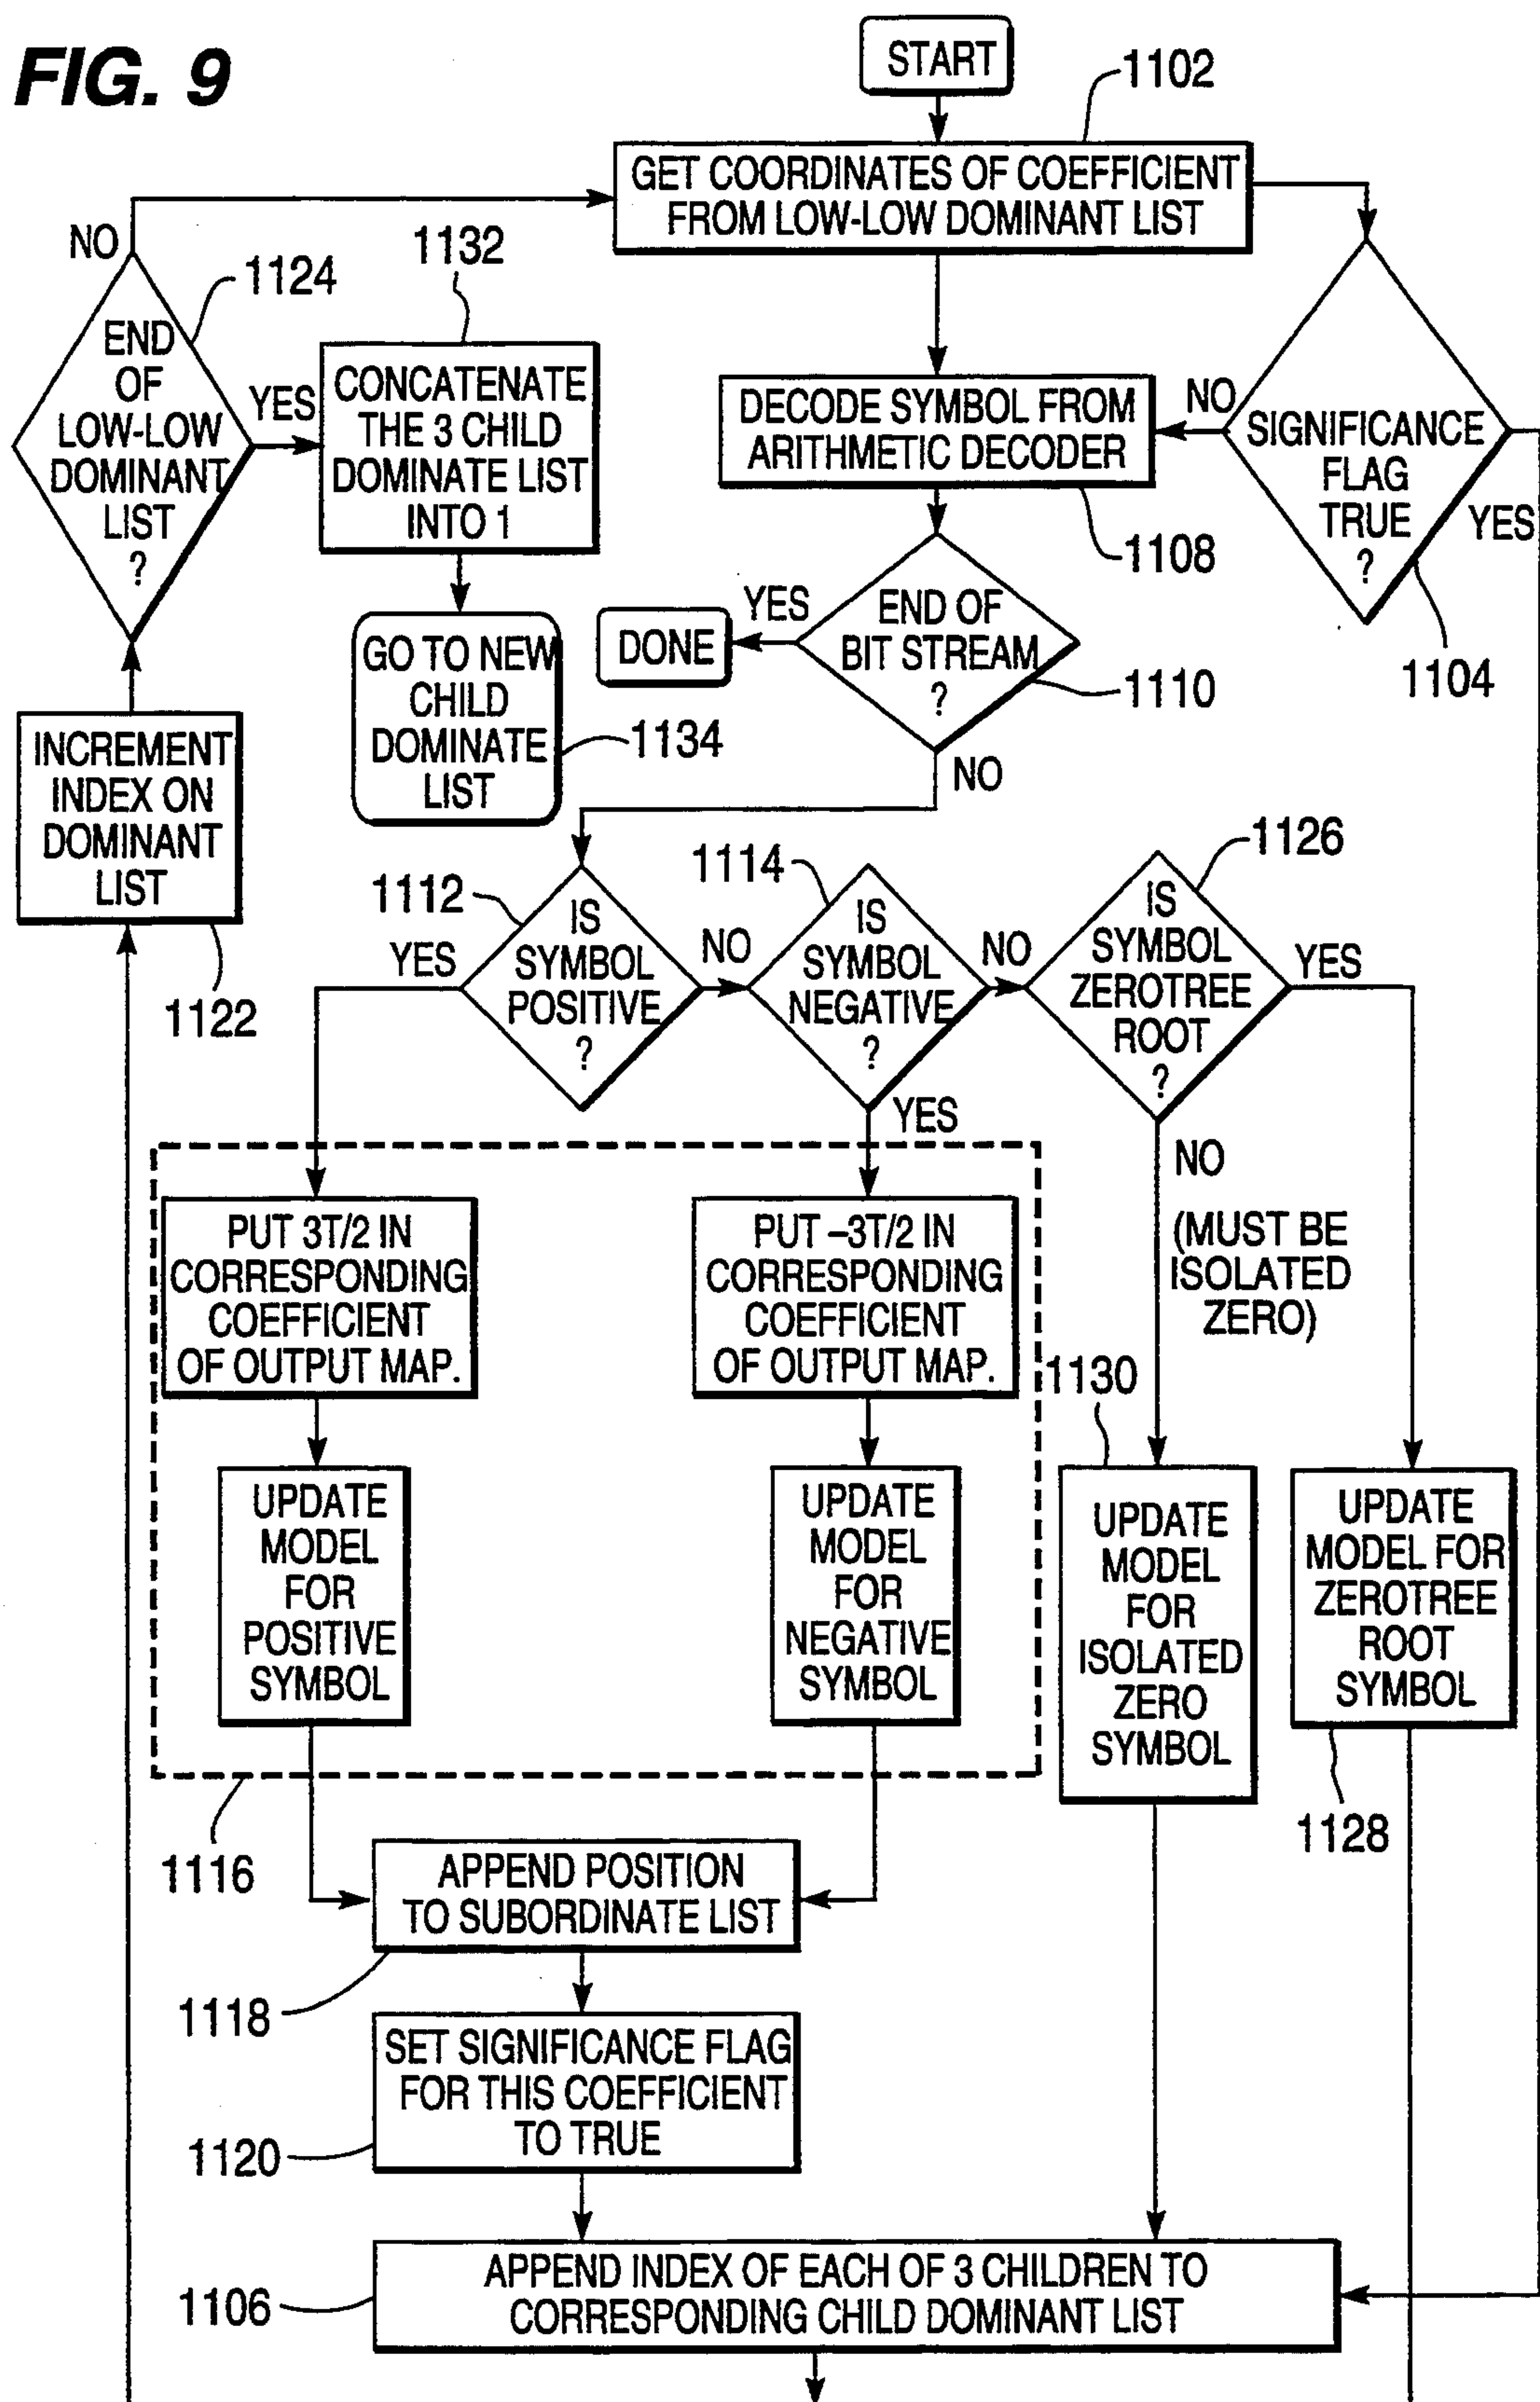 FIG. 9
START
1102
GET COORDINATES OF COEFFICIENT
FROM LOW-LOW DOMINANT LIST
NO
1124
END
OF
LOW-LOW
DOMINANT
LIST
?
YES
1132
CONCATENATE
THE 3 CHILD
DOMINATE LIST
INTO 1
DECODE SYMBOL FROM
ARITHMETIC DECODER
1108
NO
SIGNIFICANCE
FLAG
TRUE
?
YES
1104
GO TO NEW
CHILD
DOMINATE
LIST
1134
DONE
YES
END OF
BIT STREAM
?
1110
NO
INCREMENT
INDEX ON
DOMINANT
LIST
1122
1112
IS
SYMBOL
POSITIVE
?
YES
NO
1114
IS
SYMBOL
NEGATIVE
?
NO
YES
1126
IS
SYMBOL
ZEROTREE
ROOT
?
YES
NO
(MUST BE
ISOLATED
ZERO)
PUT 3T/2 IN
CORRESPONDING
COEFFICIENT
OF OUTPUT MAP.
PUT –3T/2 IN
CORRESPONDING
COEFFICIENT
OF OUTPUT MAP.
1130
UPDATE
MODEL
FOR
POSITIVE
SYMBOL
UPDATE
MODEL
FOR
NEGATIVE
SYMBOL
UPDATE
MODEL
FOR
ISOLATED
ZERO
SYMBOL
UPDATE
MODEL FOR
ZEROTREE
ROOT
SYMBOL
1128
1116
APPEND POSITION
TO SUBORDINATE LIST
1118
SET SIGNIFICANCE FLAG
FOR THIS COEFFICIENT
TO TRUE
1120
APPEND INDEX OF EACH OF 3 CHILDREN TO
CORRESPONDING CHILD DOMINANT LIST
1106